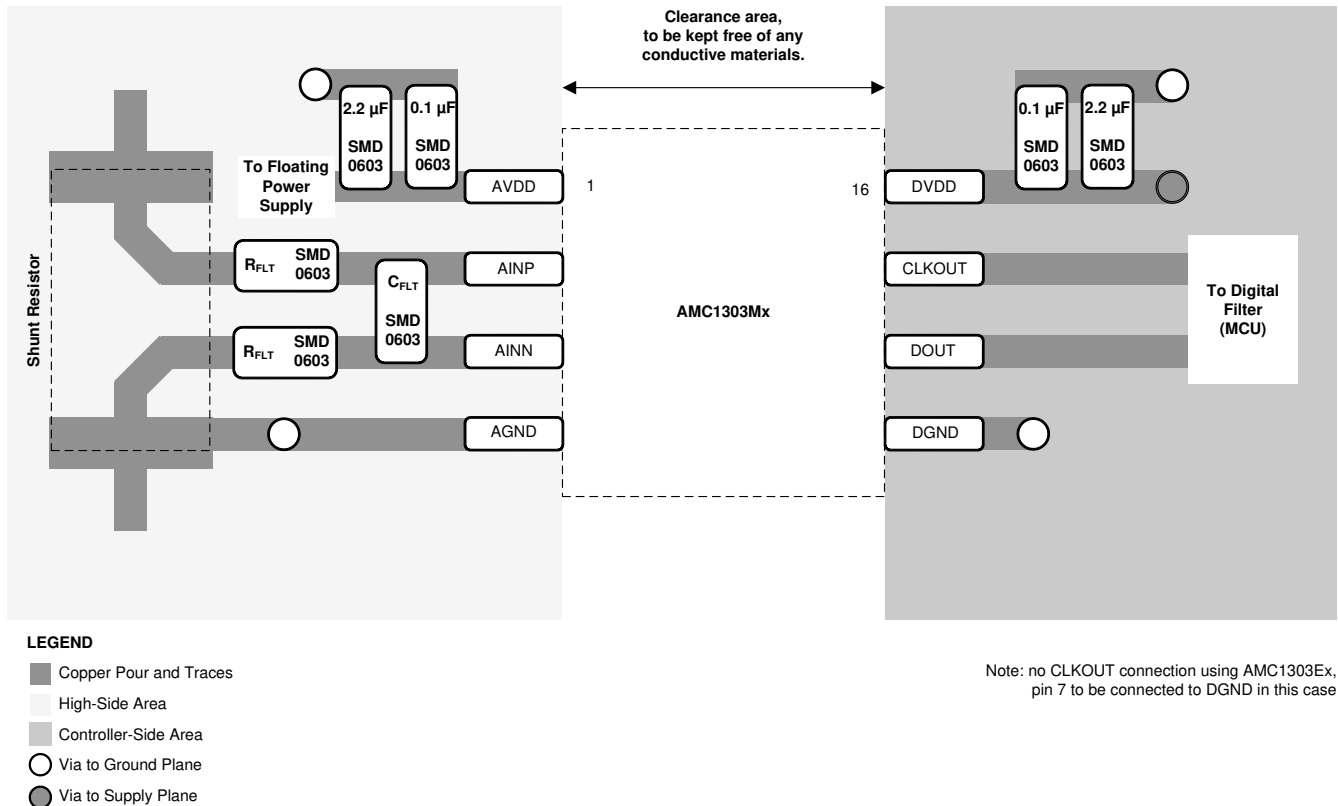 Clearance area,
to be kept free of any
conductive materials.
2.2 µF
SMD
0603
0.1 µF
SMD
0603
0.1 µF
SMD
0603
2.2 µF
SMD
0603
To Floating
Power
Supply
AVDD
1
16
DVDD
Shunt Resistor
RFLT
SMD
0603
CFLT
SMD
0603
AINP
AMC1303Mx
CLKOUT
To Digital
Filter
(MCU)
RFLT
SMD
0603
AINN
DOUT
AGND
DGND
LEGEND
Copper Pour and Traces
High-Side Area
Controller-Side Area
Via to Ground Plane
Via to Supply Plane
Note: no CLKOUT connection using AMC1303Ex,
pin 7 to be connected to DGND in this case